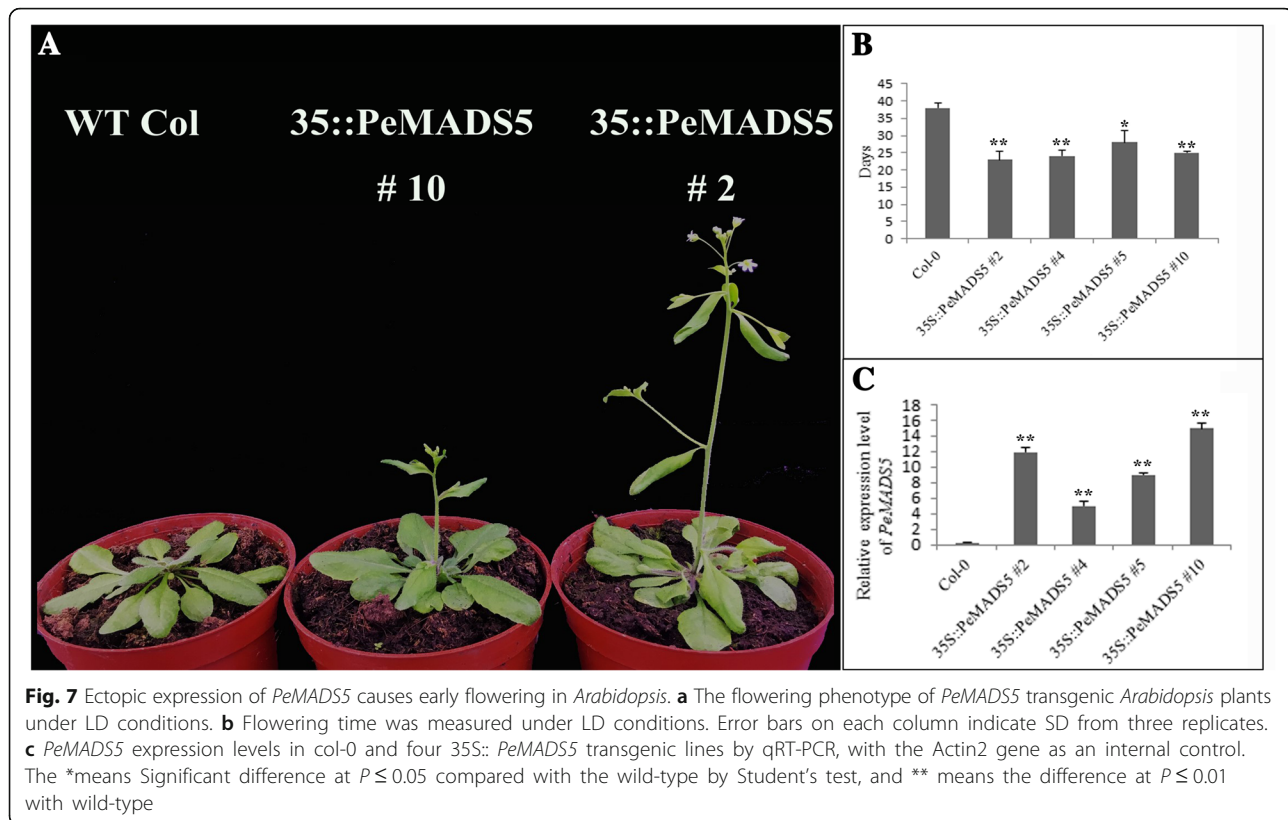 A
WT Col
35::PeMADS5
# 10
35::PeMADS5
# 2
B
Days
45
40
35
30
25
20
15
10
5
0
**
**
*
**
Col-0
35S::PeMADS5 #2
35S::PeMADS5 #4
35S::PeMADS5 #5
35S::PeMADS5 #10
C
Relative expression level
of PeMADS5
18
16
14
12
10
8
6
4
2
0
**
**
**
**
Col-0
35S::PeMADS5 #2
35S::PeMADS5 #4
35S::PeMADS5 #5
35S::PeMADS5 #10
Fig. 7 Ectopic expression of PeMADS5 causes early flowering in Arabidopsis. a The flowering phenotype of PeMADS5 transgenic Arabidopsis plants
under LD conditions. b Flowering time was measured under LD conditions. Error bars on each column indicate SD from three replicates.
c PeMADS5 expression levels in col-0 and four 35S:: PeMADS5 transgenic lines by qRT-PCR, with the Actin2 gene as an internal control.
The *means Significant difference at P ≤ 0.05 compared with the wild-type by Student's test, and ** means the difference at P ≤ 0.01
with wild-type